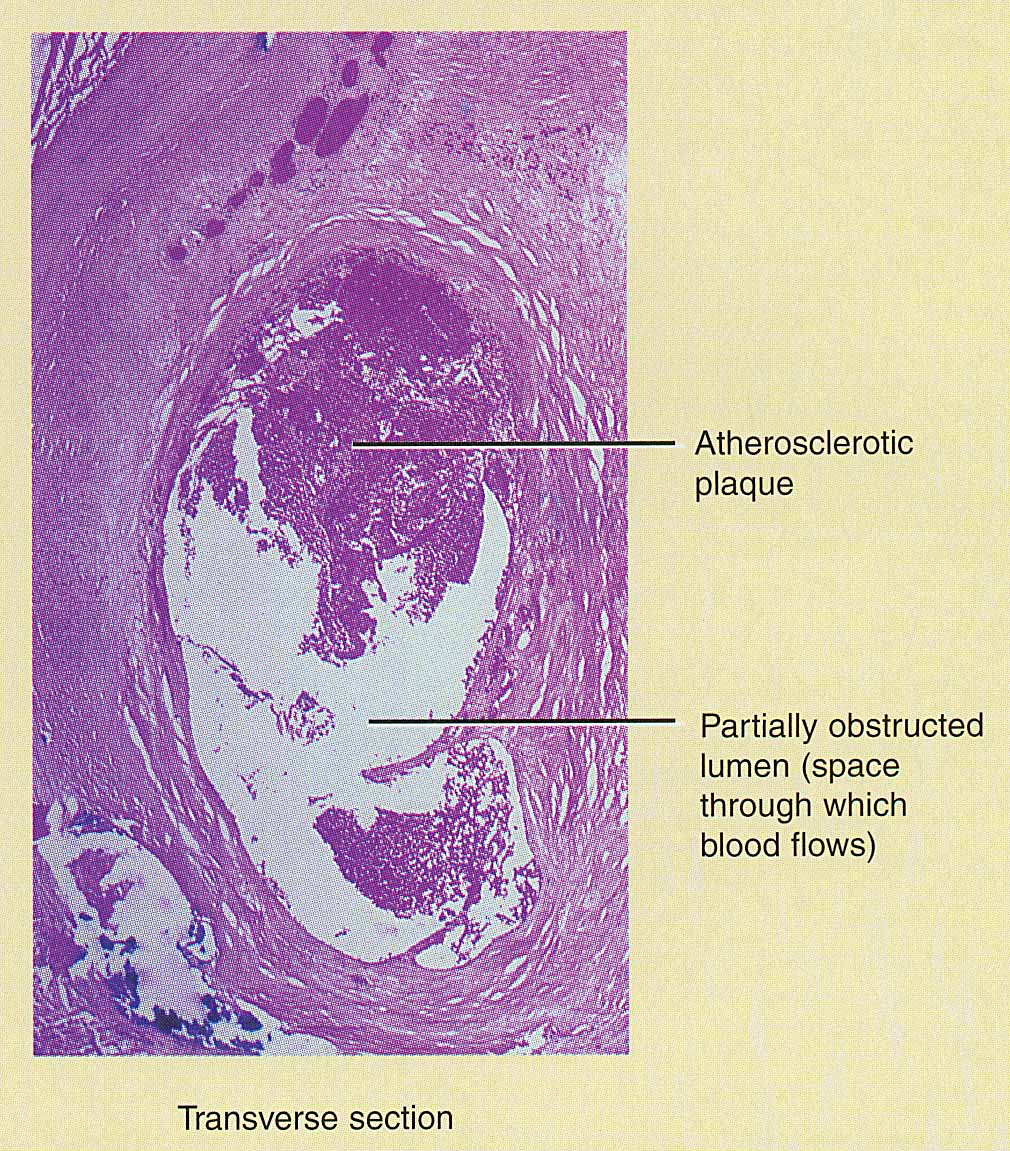 Atherosclerotic
plaque
Partially obstructed
lumen (space
through which
blood flows)
Transverse section